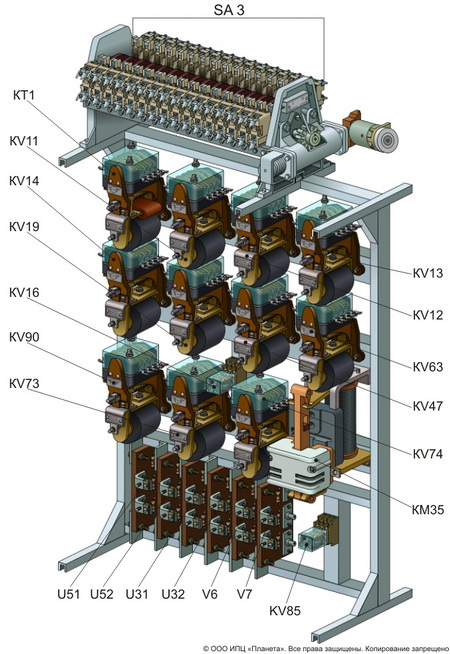 SA 3
KT1
KV11
KV14
KV19
KV16
KV90
KV73
KV13
KV12
KV63
KV47
KV74
KM35
U51 U52 U31 U32 V6 V7
KV85
© ООО ИПЦ «Планета». Все права защищены. Копирование запрещено